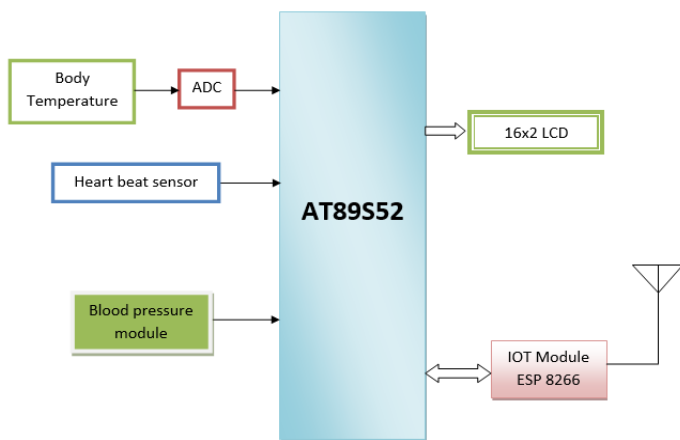 Body
Temperature
ADC
16x2 LCD
Heart beat sensor
AT89S52
Blood pressure
module
IOT Module
ESP 8266